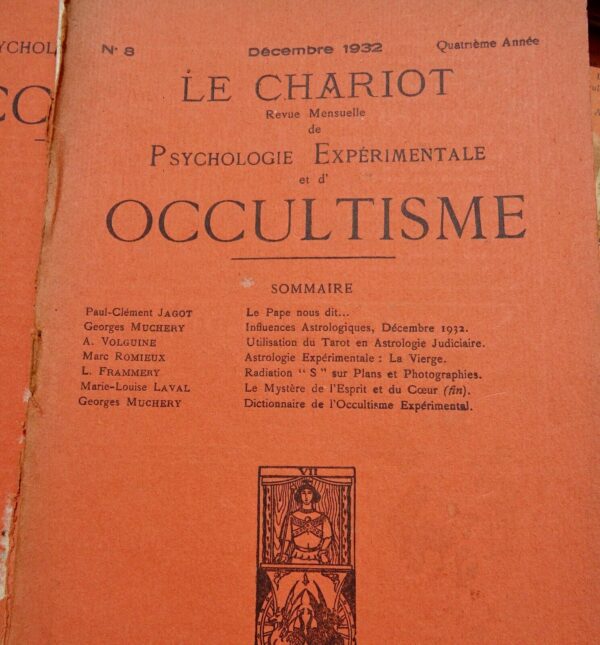 YCHOL
CC
N° 8 Décembre 1932 Quatrième Année
LE CHARIOT
Revue Mensuelle
de
PSYCHOLOGIE EXPÉRIMENTALE
et d'
OCCULTISME
SOMMAIRE
Paul-Clément JAGOT Le Pape nous dit...
Georges MUCHERY Influences Astrologiques, Décembre 1932.
A. VOLGUINE Utilisation du Tarot en Astrologie Judiciaire.
Marc ROMIEUX Astrologie Expérimentale : La Vierge.
L. FRAMMERY Radiation " S " sur Plans et Photographies.
Marie-Louise LAVAL Le Mystère de l'Esprit et du Cœur (fin).
Georges MUCHERY Dictionnaire de l'Occultisme Expérimental.
VII